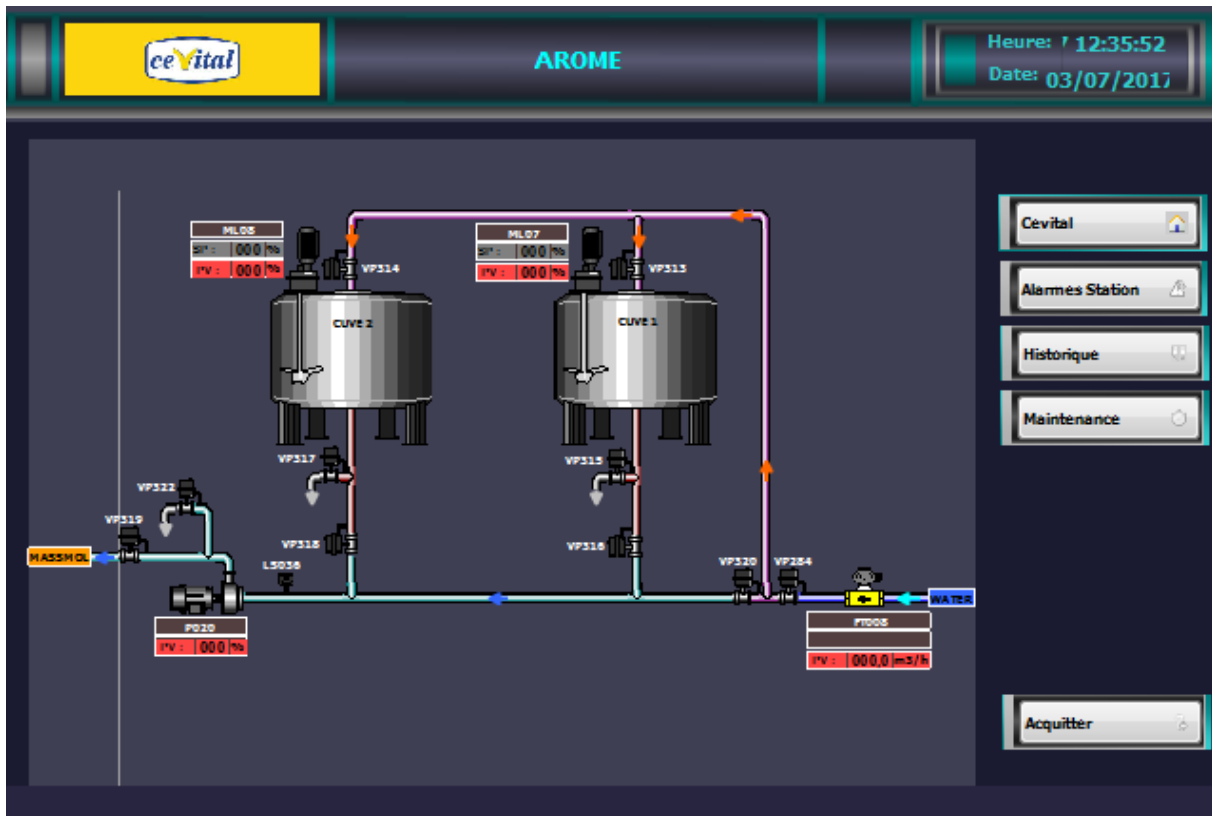 cevital
AROME
Heure: 12:35:52
Date: 03/07/2017
ML08
SP : 000 %
PV : 000 %
VP314
CUVE 2
ML07
SP : 000 %
PV : 000 %
VP313
CUVE 1
Cevital
Alarmes Station
Historique
Maintenance
VP317
VP315
VP322
VP319
VP318
VP316
MASSMOL
LS036
VP320
VP284
WATER
P020
PV : 000 %
FT008
PV : 000,0 m3/h
Acquitter